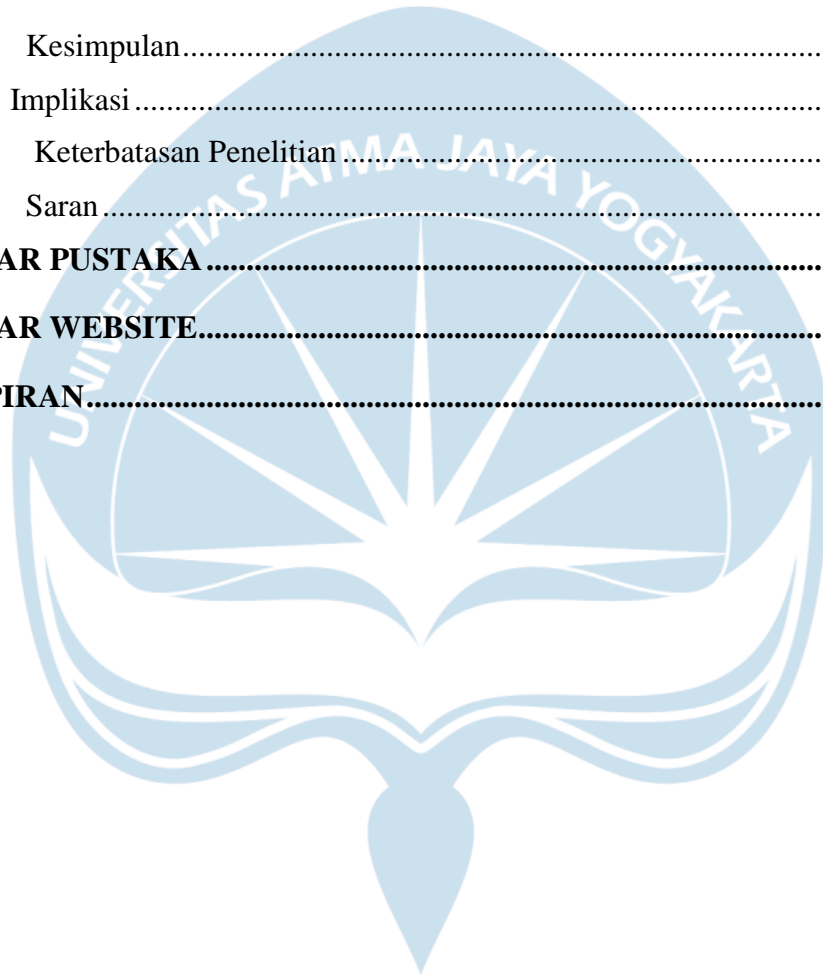 Kesimpulan................................................................................
Implikasi................................................................................
Keterbatasan Penelitian................................................................................
Saran................................................................................
AR PUSTAKA................................................................................
AR WEBSITE................................................................................
PIRAN................................................................................
UNIVERSITAS ATMA JAYA YOGYAKARTA